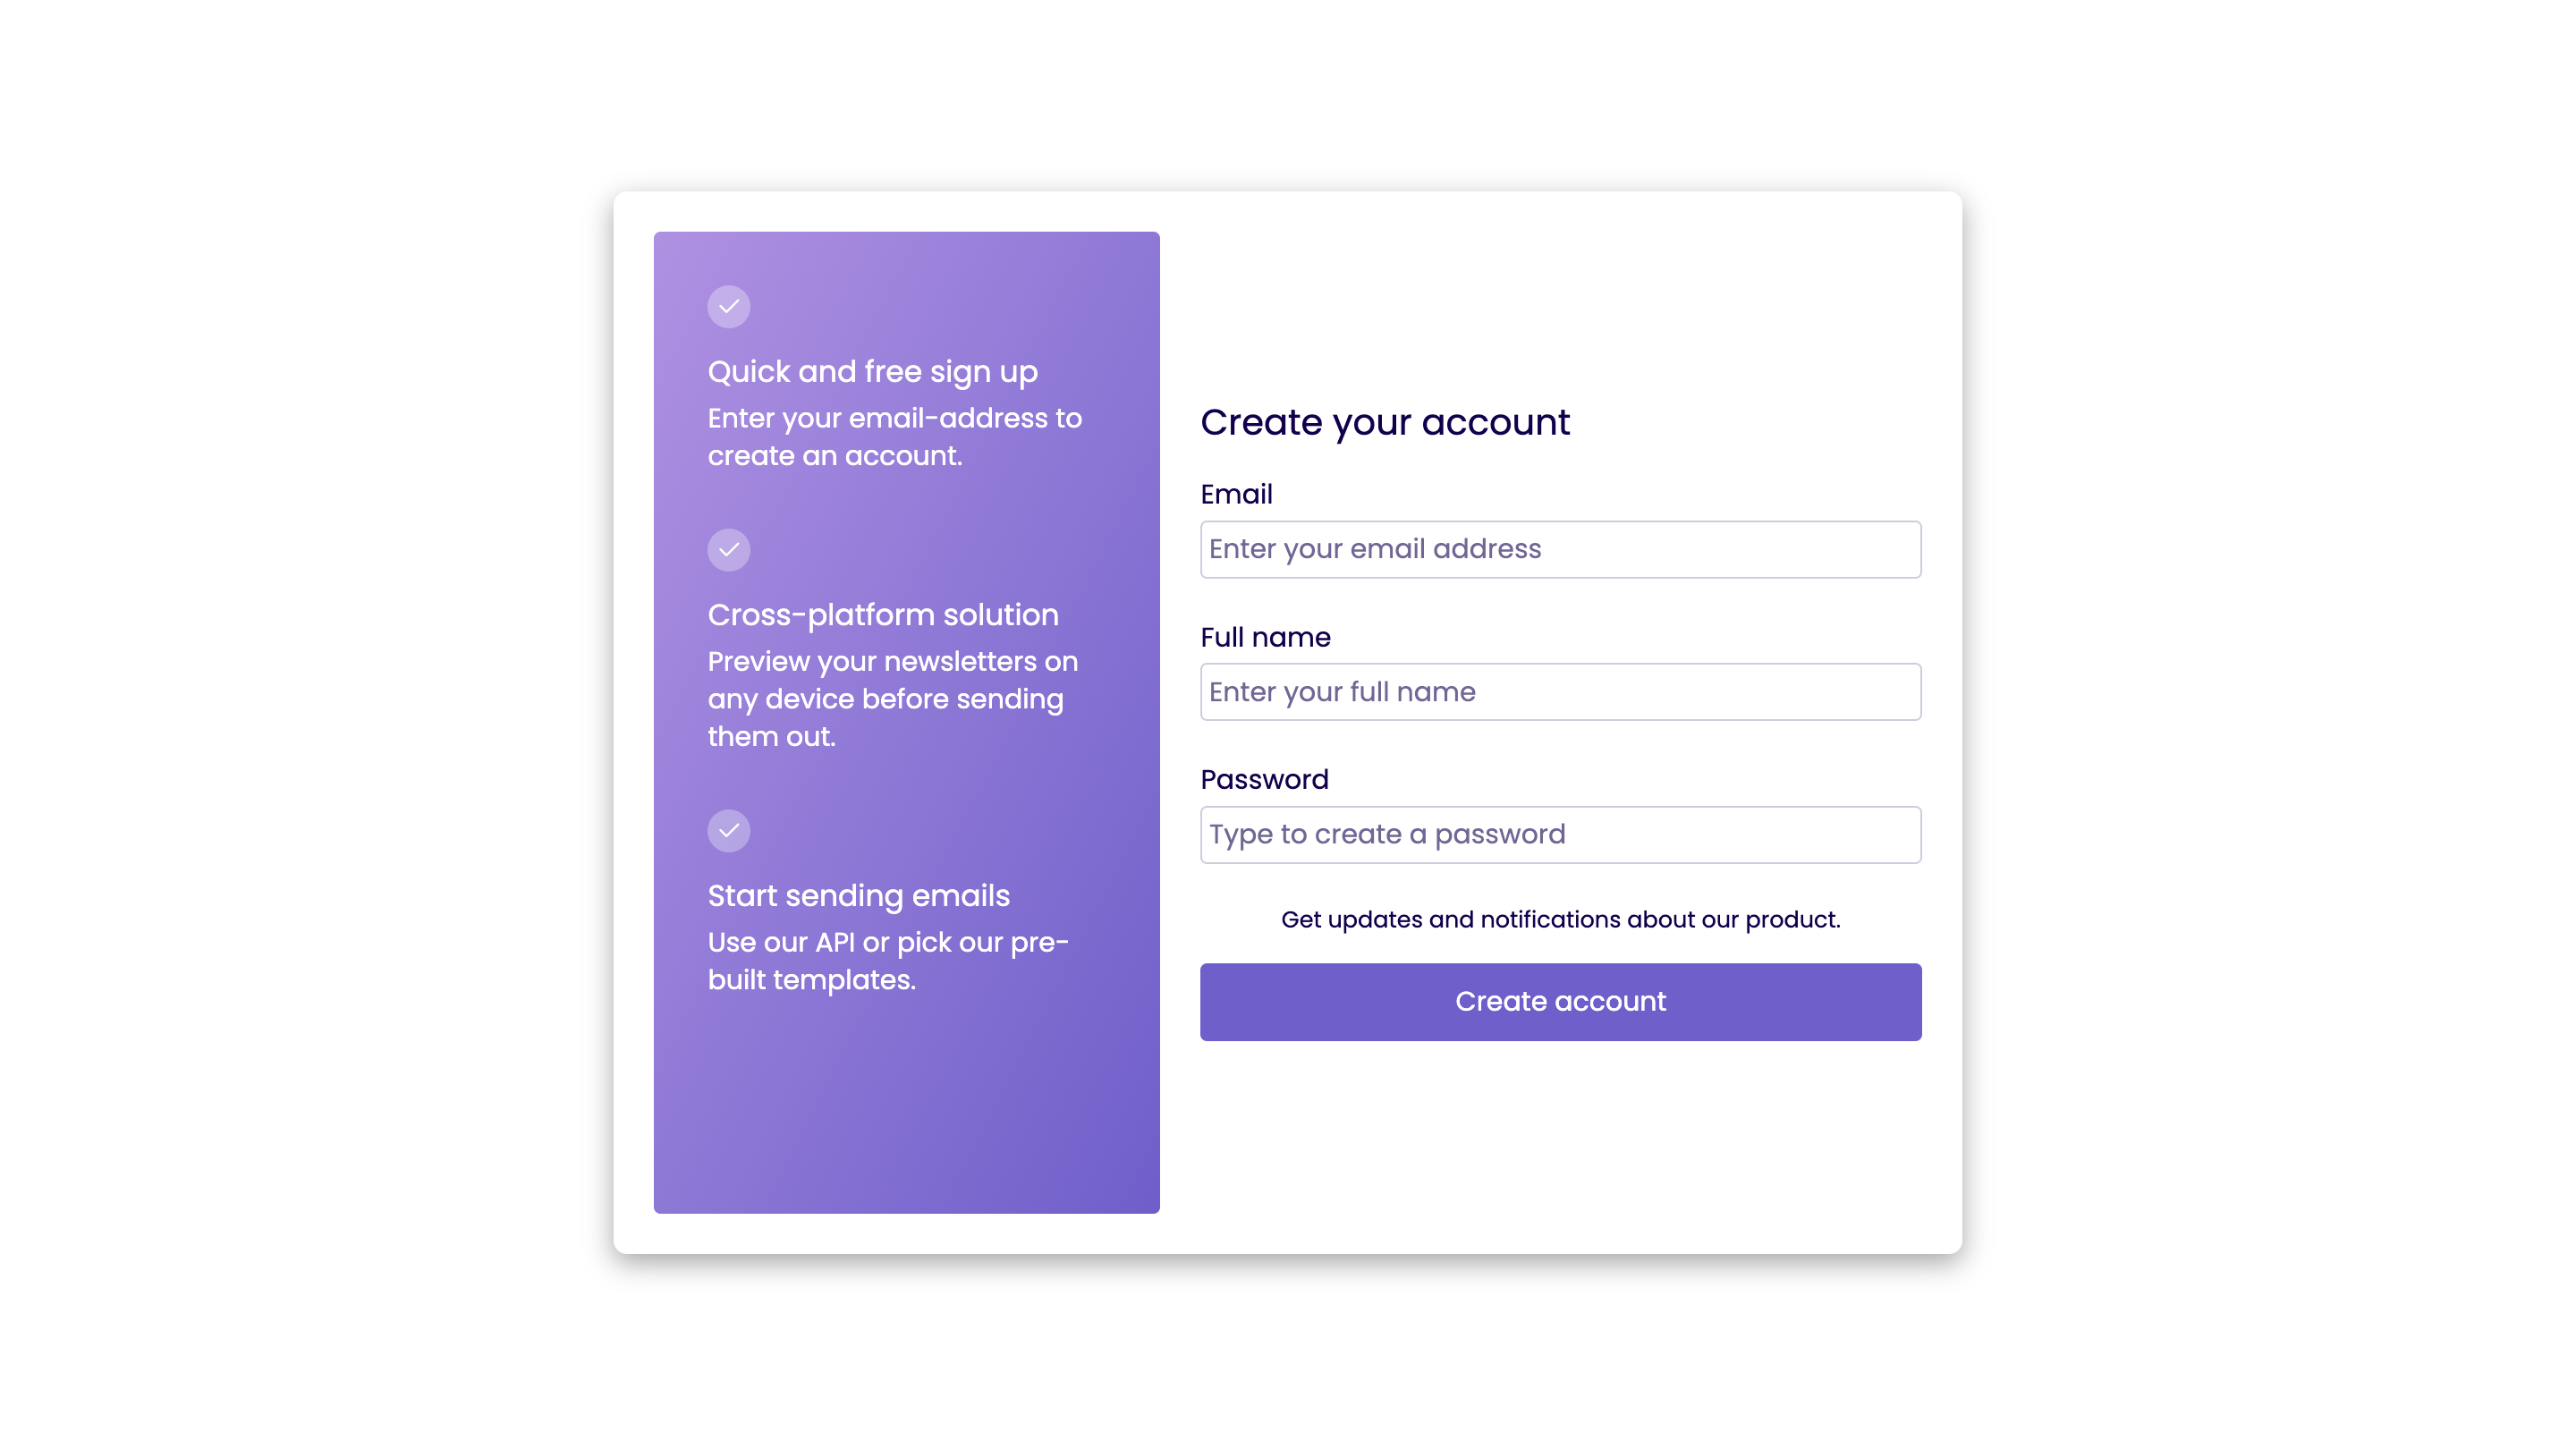 Quick and free sign up
Enter your email-address to
create an account.
Cross-platform solution
Preview your newsletters on
any device before sending
them out.
Start sending emails
Use our API or pick our pre-
built templates.
Create your account
Email
Enter your email address
Full name
Enter your full name
Password
Type to create a password
Get updates and notifications about our product.
Create account